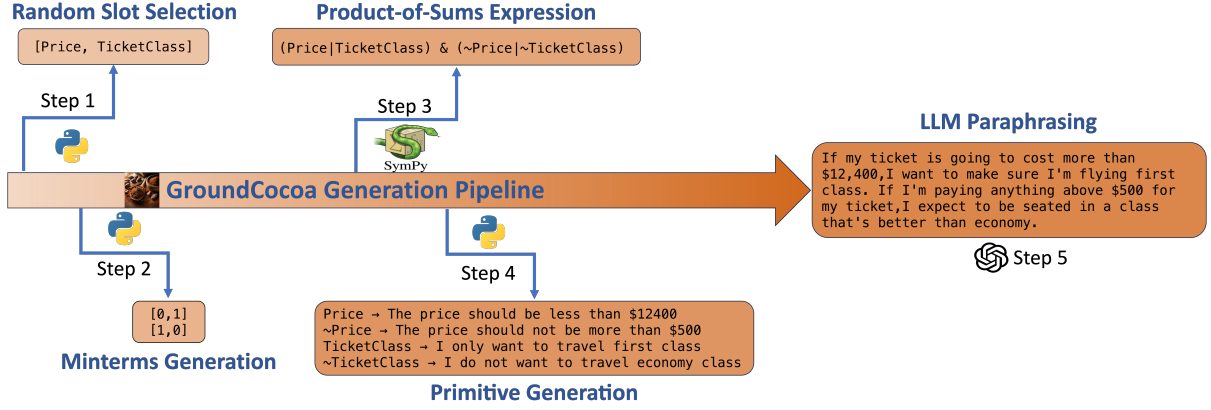 Random Slot Selection
[Price, TicketClass]
Step 1
Product-of-Sums Expression
(Price|TicketClass) & (~Price|~TicketClass)
Step 3
SymPy
GroundCocoa Generation Pipeline
Step 2
[0,1]
[1,0]
Minterms Generation
Step 4
Price → The price should be less than $12400
~Price → The price should not be more than $500
TicketClass → I only want to travel first class
~TicketClass → I do not want to travel economy class
Primitive Generation
LLM Paraphrasing
If my ticket is going to cost more than
$12,400,I want to make sure I'm flying first
class. If I'm paying anything above $500 for
my ticket,I expect to be seated in a class
that's better than economy.
Step 5